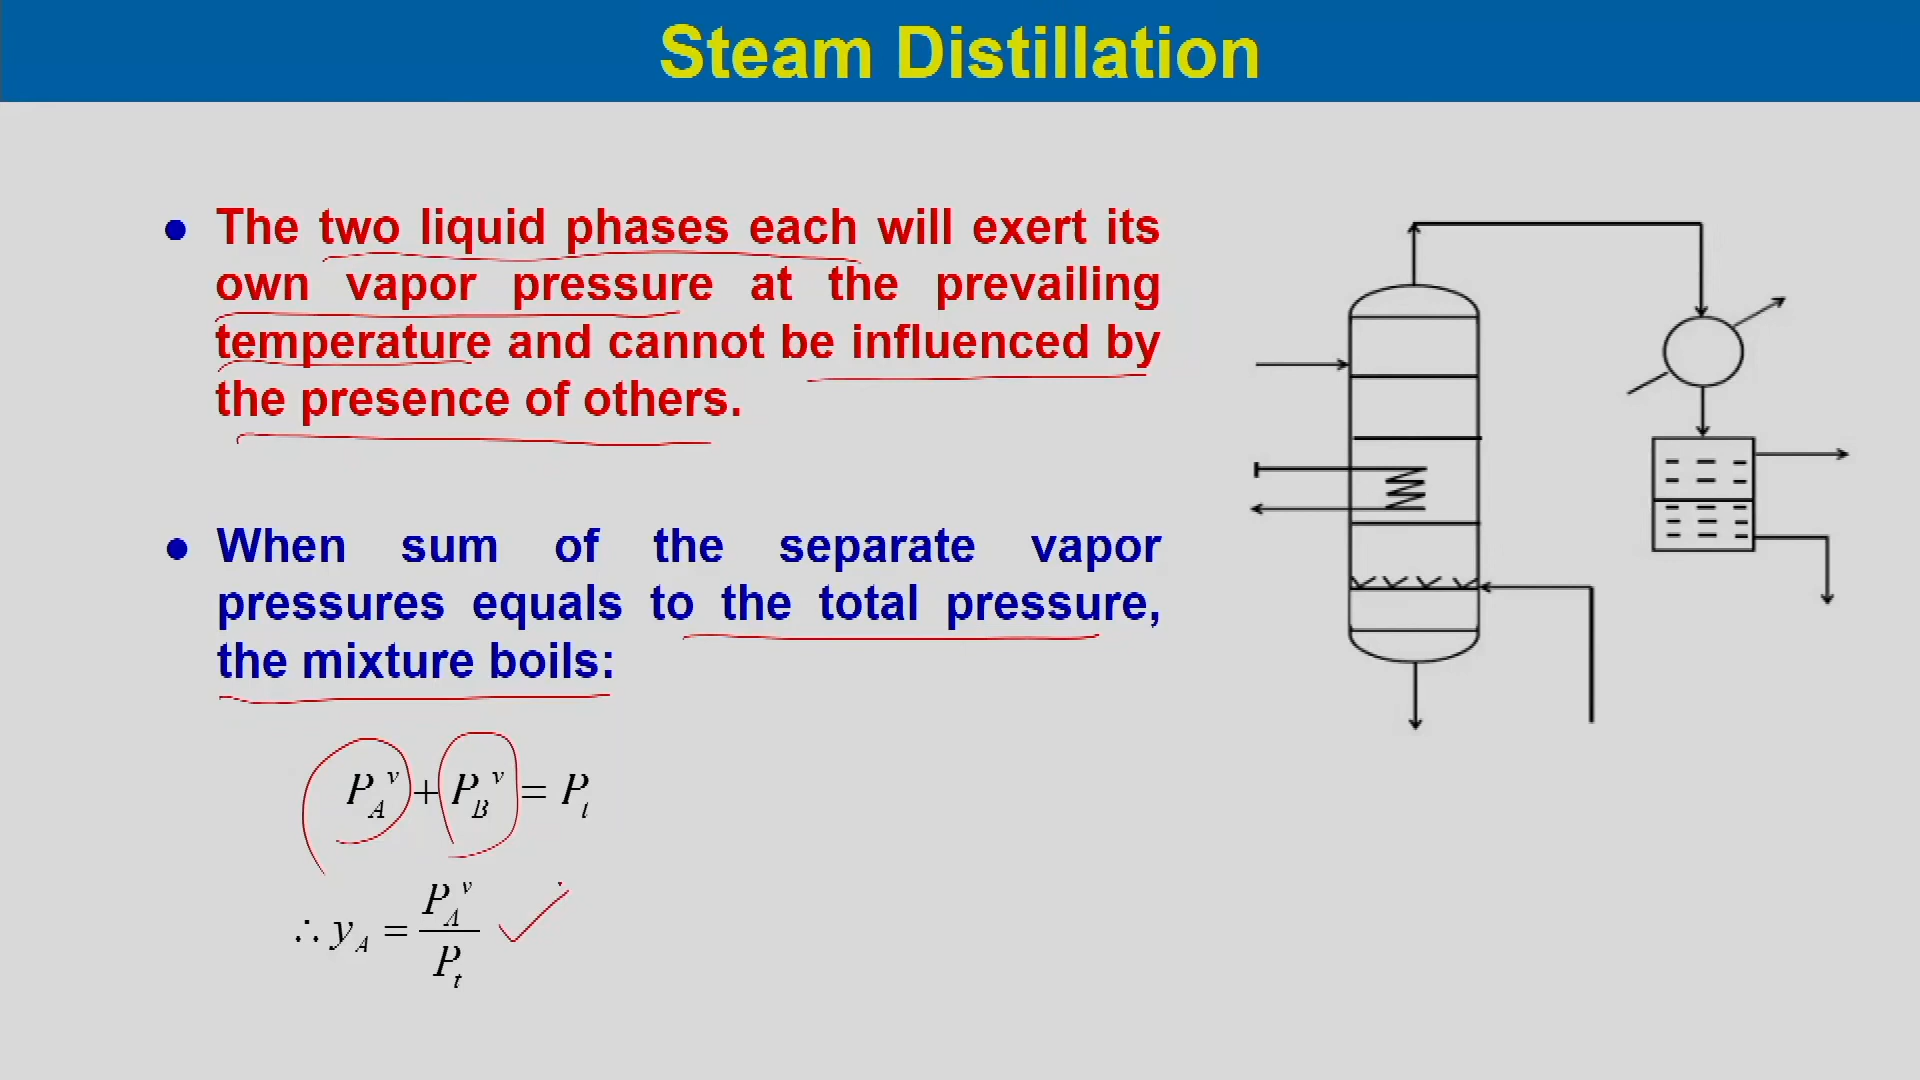 Steam Distillation
• The two liquid phases each will exert its
own vapor pressure at the prevailing
temperature and cannot be influenced by
the presence of others.
• When sum of the separate vapor
pressures equals to the total pressure,
the mixture boils:
P_A^v + P_B^v = P_t
∴ y_A = P_A^v / P_t